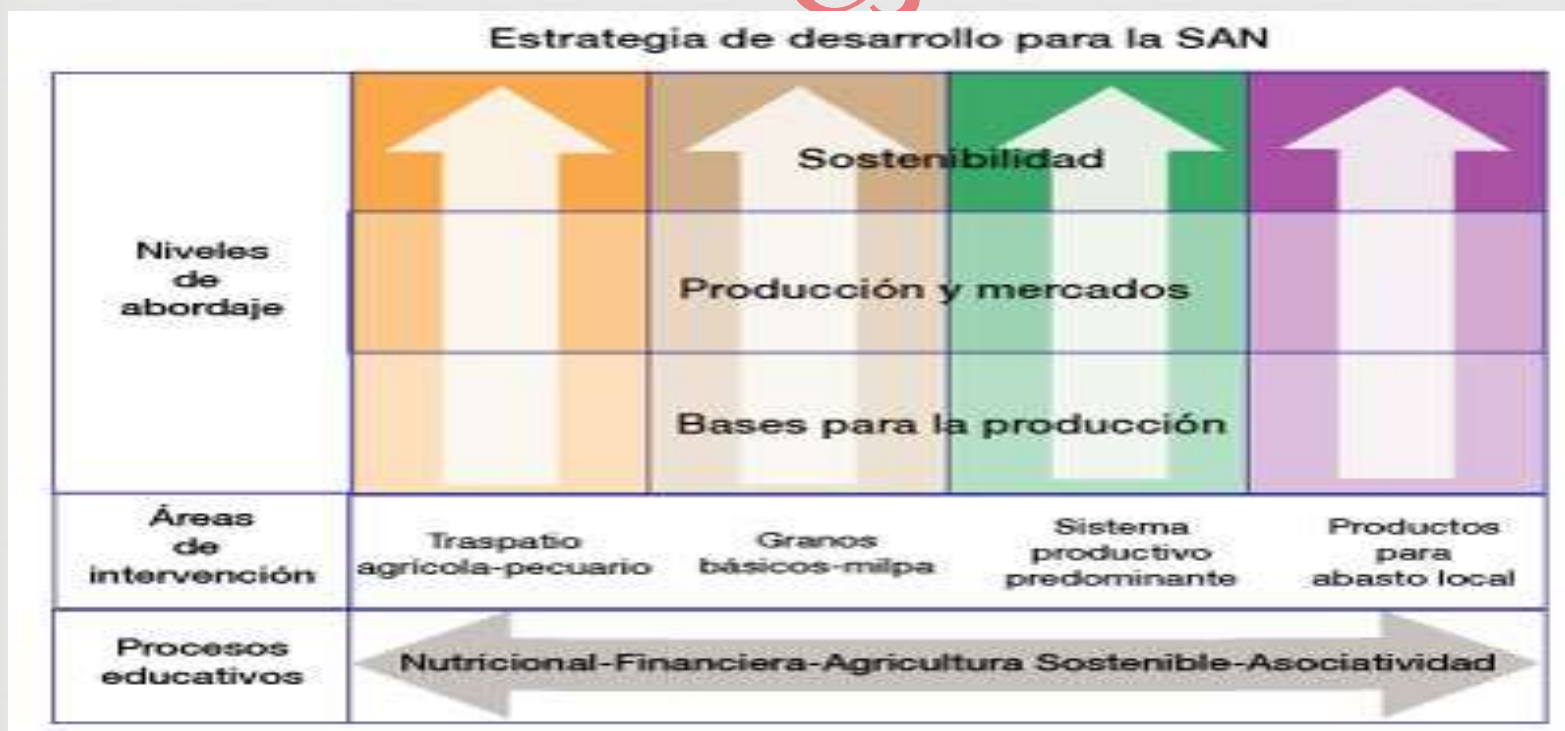 Estrategia de desarrollo para la SAN
Niveles
de
abordaje
Sostenibilidad
Producción y mercados
Bases para la producción
Áreas
de
intervención
Traspatio
agrícola-pecuario
Granos
básicos-milpa
Sistema
productivo
predominante
Productos
para
abasto local
Procesos
educativos
Nutricional-Financiera-Agricultura Sostenible-Asociatividad